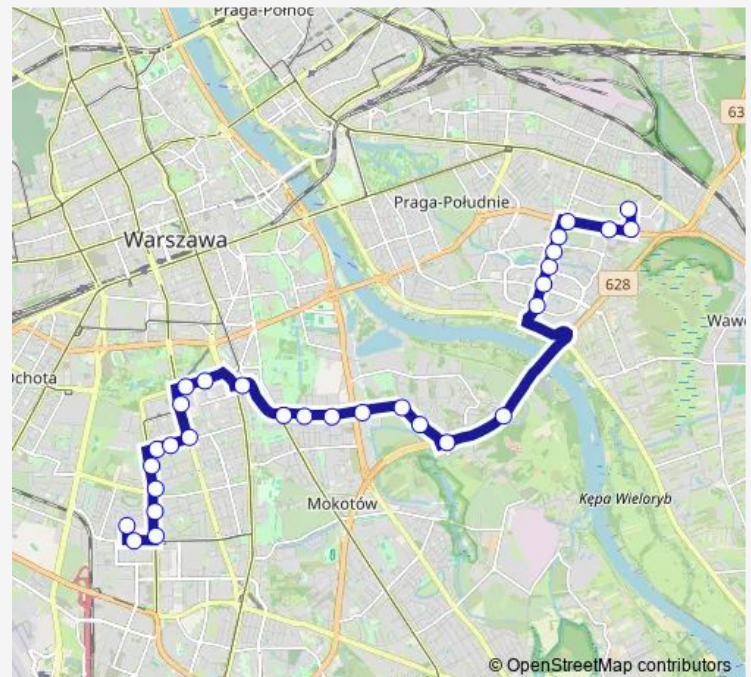 Praga-Północ
63
Praga-Południe
Warszawa
628
Wawe
Ochota
Kępa Wieloryb
Mokotów
© OpenStreetMap contributors